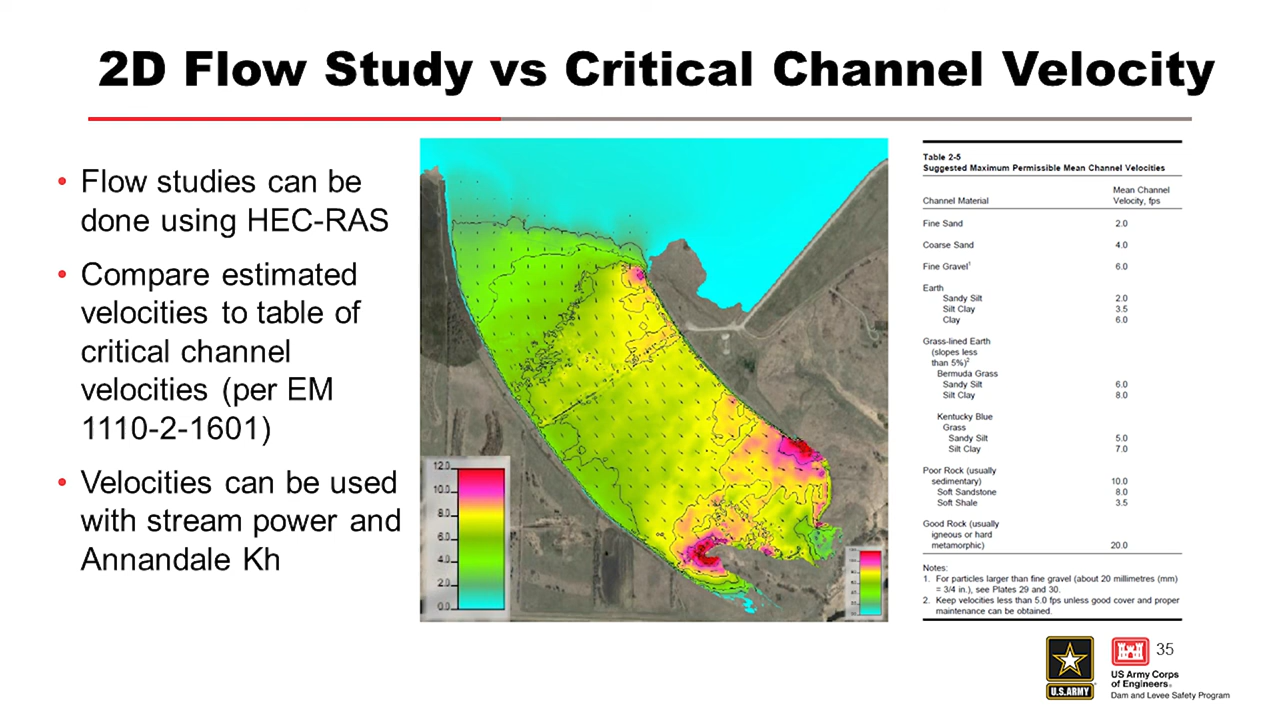 2D Flow Study vs Critical Channel Velocity
• Flow studies can be
done using HEC-RAS
• Compare estimated
velocities to table of
critical channel
velocities (per EM
1110-2-1601)
• Velocities can be used
with stream power and
Annandale Kh
12.0
10.0
8.0
6.0
4.0
2.0
0.0
Table 2-5
Suggested Maximum Permissible Mean Channel Velocities
Mean Channel
Channel Material Velocity, fps
Fine Sand 2.0
Coarse Sand 4.0
Fine Gravel1 6.0
Earth
Sandy Silt 2.0
Silt Clay 3.5
Clay 6.0
Grass-lined Earth
(slopes less
than 5%)2
Bermuda Grass
Sandy Silt 6.0
Silt Clay 8.0
Kentucky Blue
Grass
Sandy Silt 5.0
Silt Clay 7.0
Poor Rock (usually
sedimentary) 10.0
Soft Sandstone 8.0
Soft Shale 3.5
Good Rock (usually
igneous or hard
metamorphic) 20.0
Notes:
1. For particles larger than fine gravel (about 20 millimetres (mm)
= 3/4 in.), see Plates 29 and 30.
2. Keep velocities less than 5.0 fps unless good cover and proper
maintenance can be obtained.
U.S.ARMY
35
US Army Corps
of Engineers®
Dam and Levee Safety Program